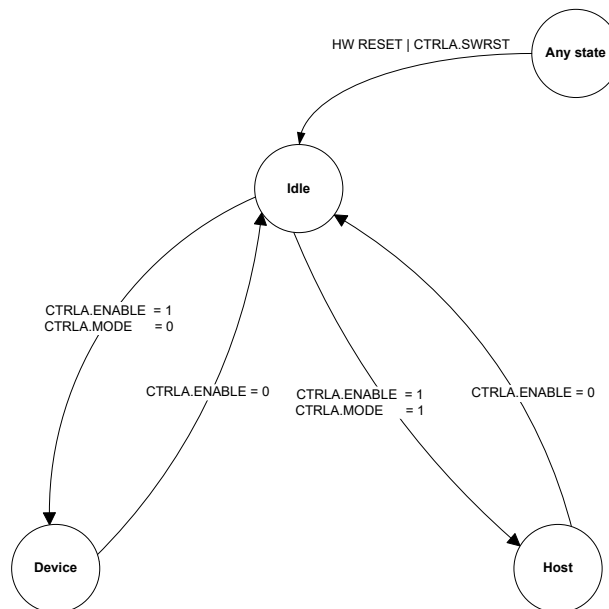 HW RESET | CTRLA.SWRST
Any state
Idle
CTRLA.ENABLE = 1
CTRLA.MODE = 0
CTRLA.ENABLE = 0
CTRLA.ENABLE = 1
CTRLA.MODE = 1
CTRLA.ENABLE = 0
Device
Host